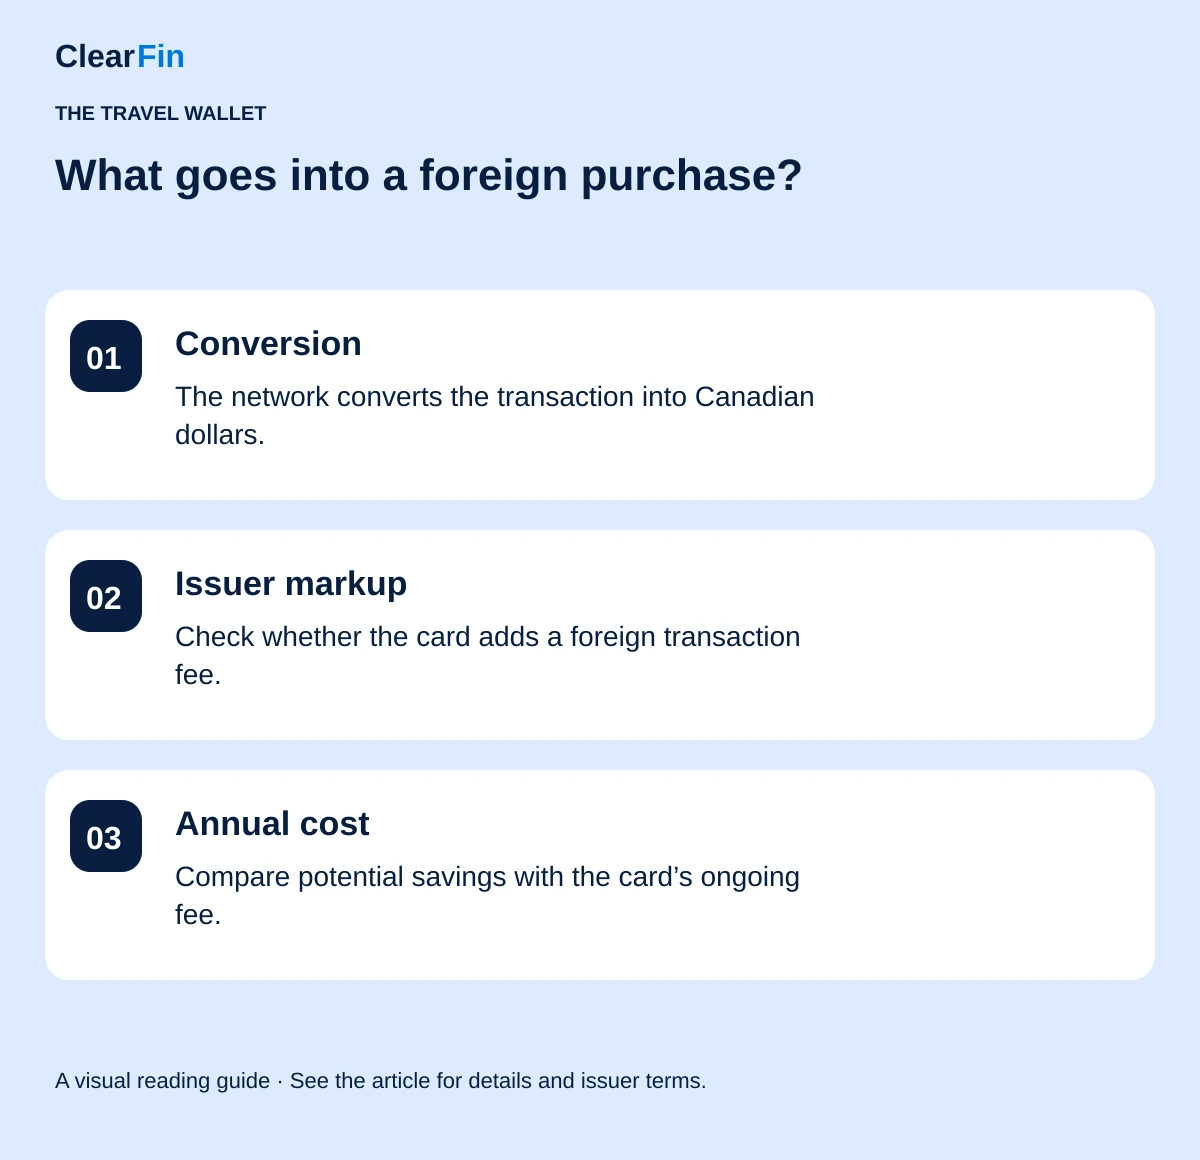 ClearFin
THE TRAVEL WALLET
What goes into a foreign purchase?
01
Conversion
The network converts the transaction into Canadian
dollars.
02
Issuer markup
Check whether the card adds a foreign transaction
fee.
03
Annual cost
Compare potential savings with the card’s ongoing
fee.
A visual reading guide · See the article for details and issuer terms.